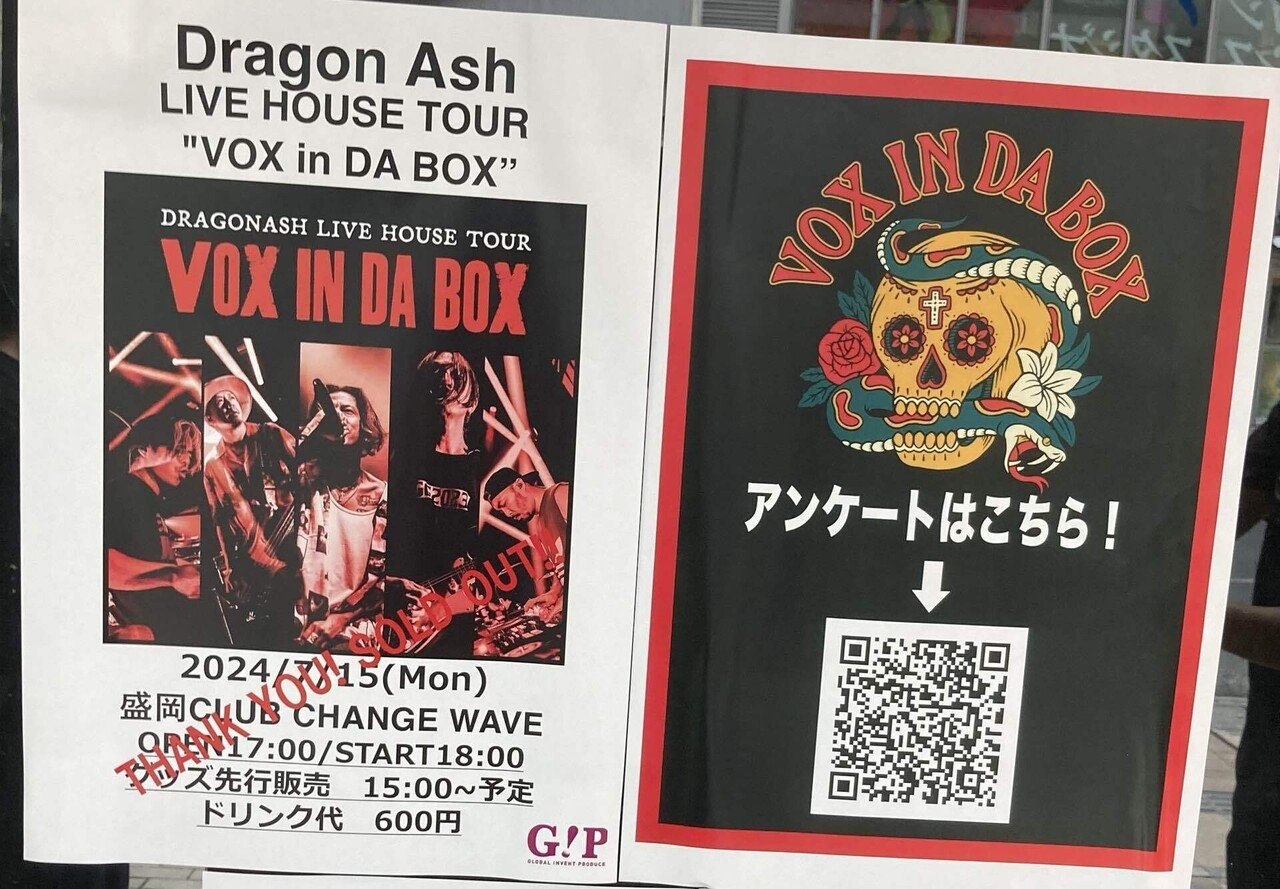 Dragon Ash
LIVE HOUSE TOUR
"VOX in DA BOX”
DRAGONASH LIVE HOUSE TOUR
VOX IN DA BOX
THANK YOU! SOLD OUT!!
2024/7/15(Mon)
盛岡CLUB CHANGE WAVE
OPEN17:00/START18:00
グッズ先行販売　15:00~予定
ドリンク代　600円
G!P
GLOBAL INVENT PRODUCE
VOX IN DA BOX
アンケートはこちら！